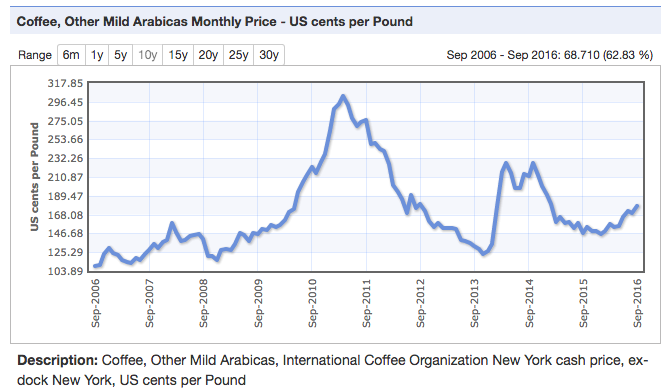 Coffee, Other Mild Arabicas Monthly Price - US cents per Pound
Range 6m 1y 5y 10y 15y 20y 25y 30y Sep 2006 - Sep 2016: 68.710 (62.83 %)
US cents per Pound
317.85
296.45
275.05
253.66
232.26
210.87
189.47
168.08
146.68
125.29
103.89
Sep-2006
Sep-2007
Sep-2008
Sep-2009
Sep-2010
Sep-2011
Sep-2012
Sep-2013
Sep-2014
Sep-2015
Sep-2016
Description: Coffee, Other Mild Arabicas, International Coffee Organization New York cash price, ex-
dock New York, US cents per Pound